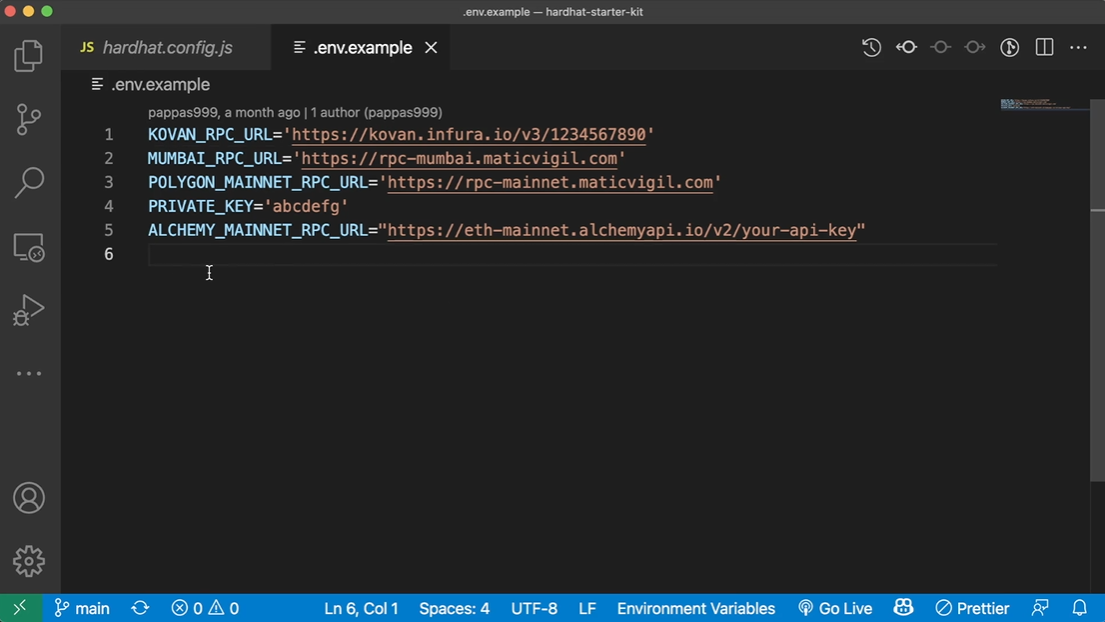 .env.example — hardhat-starter-kit
JS hardhat.config.js
.env.example
.env.example
pappas999, a month ago | 1 author (pappas999)
1 KOVAN_RPC_URL='https://kovan.infura.io/v3/1234567890'
2 MUMBAI_RPC_URL='https://rpc-mumbai.maticvigil.com'
3 POLYGON_MAINNET_RPC_URL='https://rpc-mainnet.maticvigil.com'
4 PRIVATE_KEY='abcdefg'
5 ALCHEMY_MAINNET_RPC_URL="https://eth-mainnet.alchemyapi.io/v2/your-api-key"
6
main 0 0 Ln 6, Col 1 Spaces: 4 UTF-8 LF Environment Variables Go Live Prettier